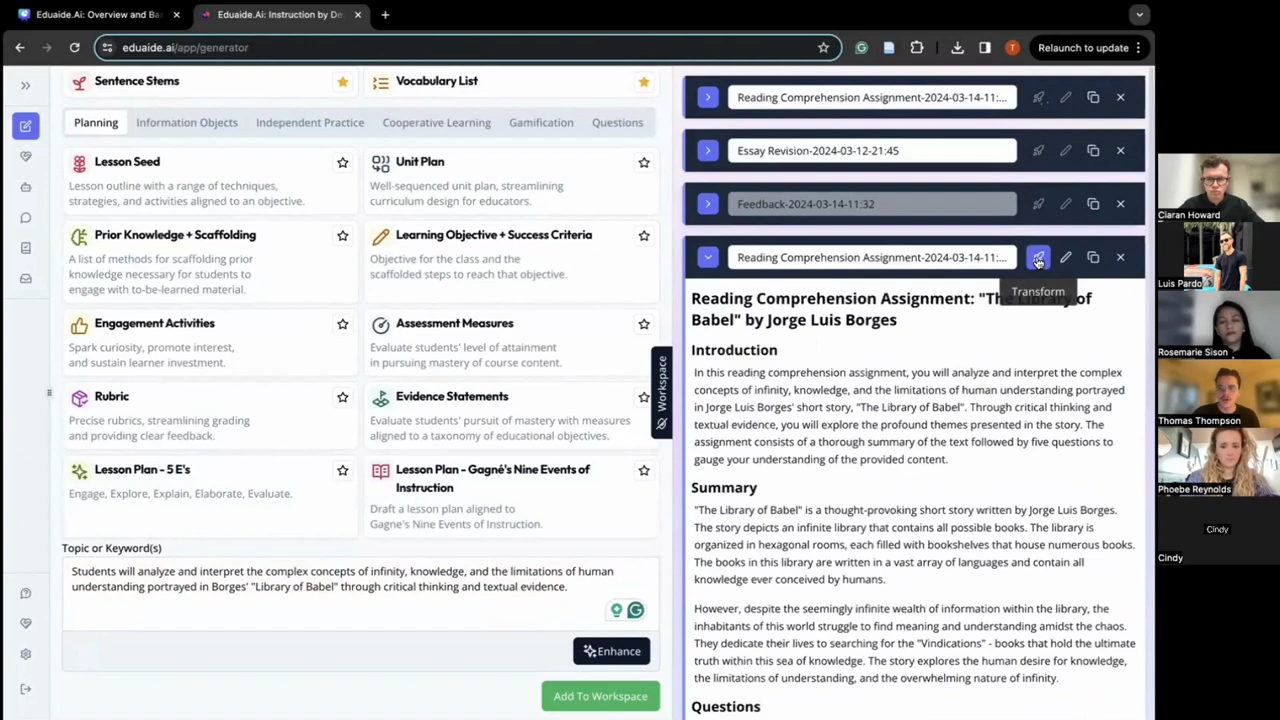 Eduaide.Ai: Overview and Ba
Eduaide.Ai: Instruction by De
eduaide.ai/app/generator
T
Relaunch to update
Sentence Stems
Vocabulary List
Planning
Information Objects
Independent Practice
Cooperative Learning
Gamification
Questions
Lesson Seed
Lesson outline with a range of techniques,
strategies, and activities aligned to an objective.
Unit Plan
Well-sequenced unit plan, streamlining
curriculum design for educators.
Prior Knowledge + Scaffolding
A list of methods for scaffolding prior
knowledge necessary for students to
engage with to-be-learned material.
Learning Objective + Success Criteria
Objective for the class and the
scaffolded steps to reach that objective.
Engagement Activities
Spark curiosity, promote interest,
and sustain learner investment.
Assessment Measures
Evaluate students' level of attainment
in pursuing mastery of course content.
Rubric
Precise rubrics, streamlining grading
and providing clear feedback.
Evidence Statements
Evaluate students' pursuit of mastery with measures
aligned to a taxonomy of educational objectives.
Lesson Plan - 5 E's
Engage, Explore, Explain, Elaborate, Evaluate.
Lesson Plan - Gagné's Nine Events of
Instruction
Draft a lesson plan aligned to
Gagne's Nine Events of Instruction.
Topic or Keyword(s)
Students will analyze and interpret the complex concepts of infinity, knowledge, and the limitations of human
understanding portrayed in Borges' "Library of Babel" through critical thinking and textual evidence.
Enhance
Add To Workspace
Workspace
Reading Comprehension Assignment-2024-03-14-11:...
Essay Revision-2024-03-12-21:45
Feedback-2024-03-14-11:32
Reading Comprehension Assignment-2024-03-14-11:...
Transform
Reading Comprehension Assignment: "The Library of
Babel" by Jorge Luis Borges
Introduction
In this reading comprehension assignment, you will analyze and interpret the complex
concepts of infinity, knowledge, and the limitations of human understanding portrayed
in Jorge Luis Borges' short story, "The Library of Babel". Through critical thinking and
textual evidence, you will explore the profound themes presented in the story. The
assignment consists of a thorough summary of the text followed by five questions to
gauge your understanding of the provided content.
Summary
"The Library of Babel" is a thought-provoking short story written by Jorge Luis Borges.
The story depicts an infinite library that contains all possible books. The library is
organized in hexagonal rooms, each filled with bookshelves that house numerous books.
The books in this library are written in a vast array of languages and contain all
knowledge ever conceived by humans.
However, despite the seemingly infinite wealth of information within the library, the
inhabitants of this world struggle to find meaning and understanding amidst the chaos.
They dedicate their lives to searching for the "Vindications" - books that hold the ultimate
truth within this sea of knowledge. The story explores the human desire for knowledge,
the limitations of understanding, and the overwhelming nature of infinity.
Questions
Ciaran Howard
Luis Pardo
Rosemarie Sison
Thomas Thompson
Phoebe Reynolds
Cindy
Cindy